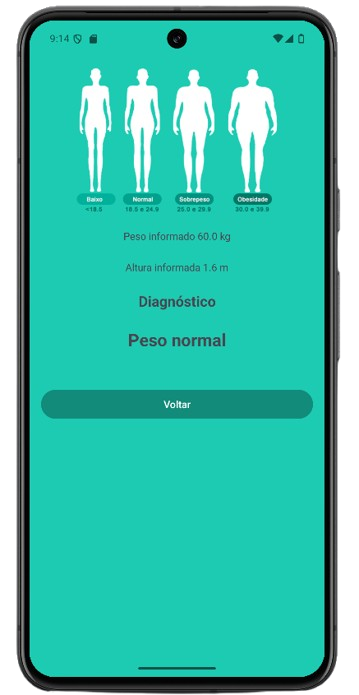 9:14
Baixo Normal Sobrepeso Obesidade
<18.5 18.5 e 24.9 25.0 e 29.9 30.0 e 39.9
Peso informado 60.0 kg
Altura informada 1.6 m
Diagnóstico
Peso normal
Voltar